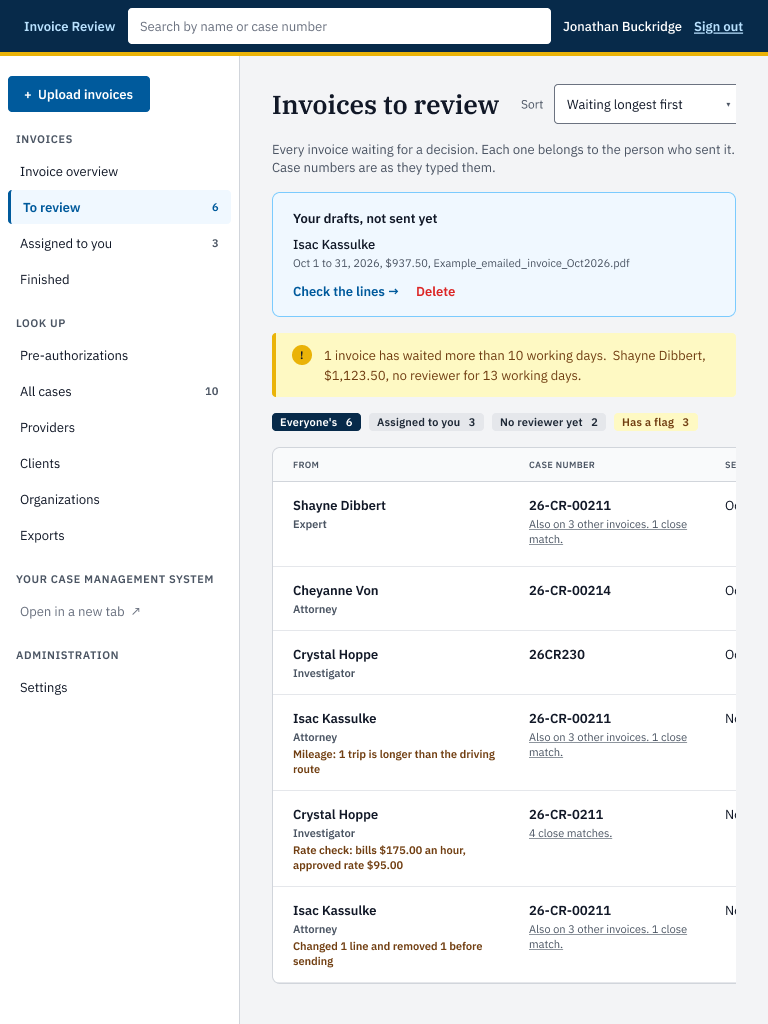 Invoice Review
Search by name or case number
Jonathan Buckridge
Sign out
+ Upload invoices
INVOICES
Invoice overview
To review 6
Assigned to you 3
Finished
LOOK UP
Pre-authorizations
All cases 10
Providers
Clients
Organizations
Exports
YOUR CASE MANAGEMENT SYSTEM
Open in a new tab ↗
ADMINISTRATION
Settings
Invoices to review
Sort
Waiting longest first
Every invoice waiting for a decision. Each one belongs to the person who sent it.
Case numbers are as they typed them.
Your drafts, not sent yet
Isac Kassulke
Oct 1 to 31, 2026, $937.50, Example_emailed_invoice_Oct2026.pdf
Check the lines → Delete
! 1 invoice has waited more than 10 working days. Shayne Dibbert,
$1,123.50, no reviewer for 13 working days.
Everyone's 6 Assigned to you 3 No reviewer yet 2 Has a flag 3
FROM CASE NUMBER
Shayne Dibbert 26-CR-00211
Expert Also on 3 other invoices. 1 close
match.
Cheyanne Von 26-CR-00214
Attorney
Crystal Hoppe 26CR230
Investigator
Isac Kassulke 26-CR-00211
Attorney Also on 3 other invoices. 1 close
match.
Mileage: 1 trip is longer than the driving
route
Crystal Hoppe 26-CR-0211
Investigator 4 close matches.
Rate check: bills $175.00 an hour,
approved rate $95.00
Isac Kassulke 26-CR-00211
Attorney Also on 3 other invoices. 1 close
match.
Changed 1 line and removed 1 before
sending